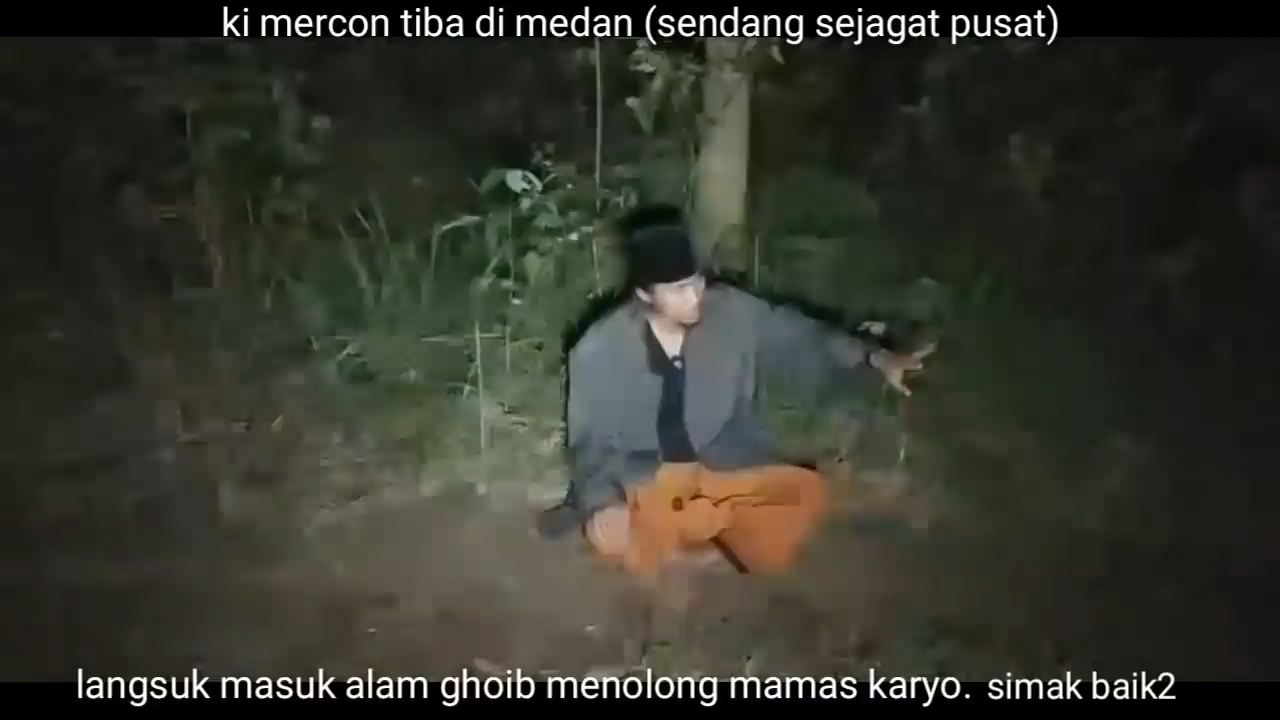 ki mercon tiba di medan (sendang sejagat pusat)
langsuk masuk alam ghoib menolong mamas karyo. simak baik2